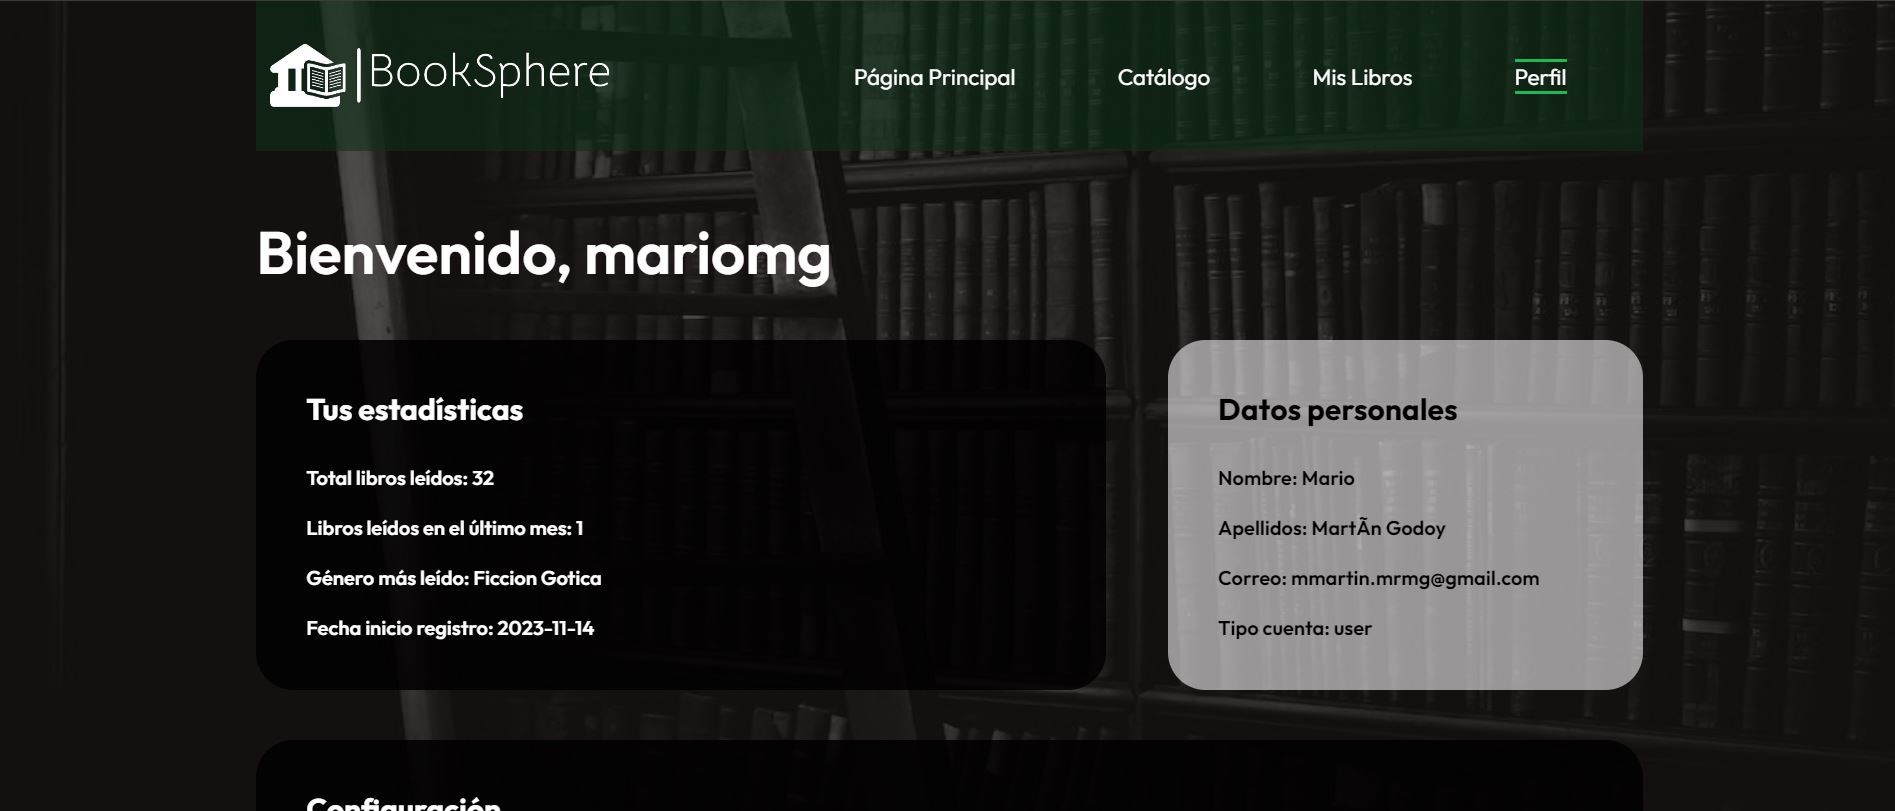 BookSphere
Página Principal
Catálogo
Mis Libros
Perfil
Bienvenido, mariomg
Tus estadísticas
Total libros leídos: 32
Libros leídos en el último mes: 1
Género más leído: Ficcion Gotica
Fecha inicio registro: 2023-11-14
Datos personales
Nombre: Mario
Apellidos: MartÃn Godoy
Correo: mmartin.mrmg@gmail.com
Tipo cuenta: user
Configuración